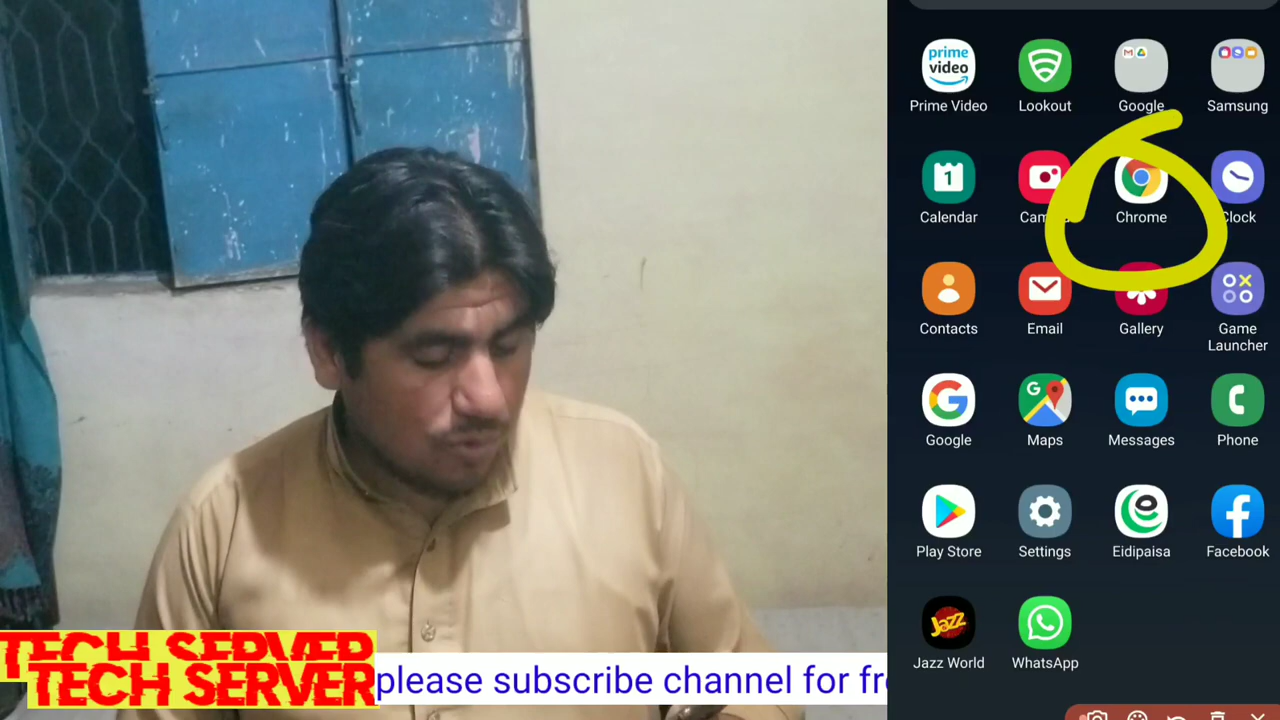 prime
video
Prime Video
Lookout
Google
Samsung
1
Calendar
Chrome
Clock
Contacts
Email
Gallery
Game
Launcher
G
G
Google
Maps
Messages
Phone
Play Store
Settings
Eidipaisa
Facebook
Jazz
Jazz World
WhatsApp
TECH SERVER
TECH SERVER
please subscribe channel for